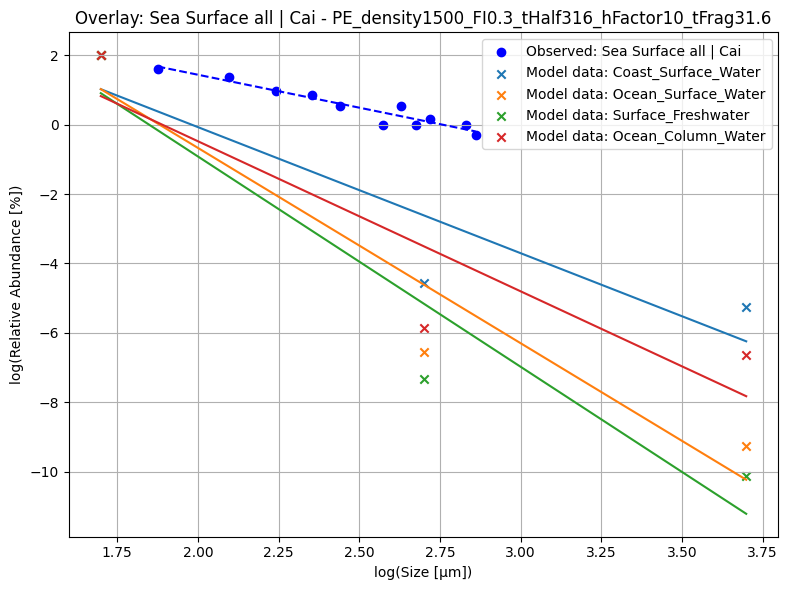 Overlay: Sea Surface all | Cai - PE_density1500_FI0.3_tHalf316_hFactor10_tFrag31.6
Observed: Sea Surface all | Cai
Model data: Coast_Surface_Water
Model data: Ocean_Surface_Water
Model data: Surface_Freshwater
Model data: Ocean_Column_Water
log(Relative Abundance [%])
2
0
−2
−4
−6
−8
−10
1.75 2.00 2.25 2.50 2.75 3.00 3.25 3.50 3.75
log(Size [μm])